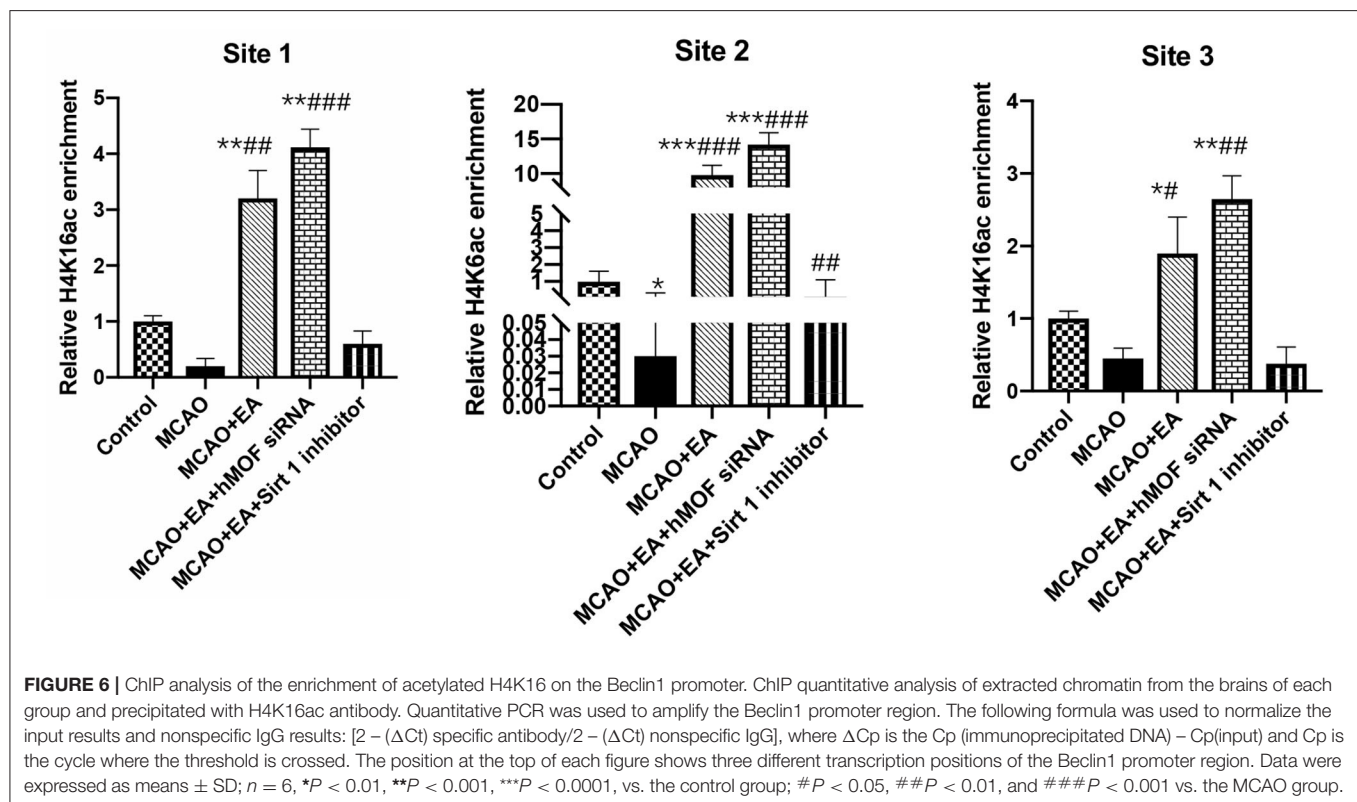 Site 1
Relative H4K16ac enrichment
5
4
3
2
1
0
**##
**###
Control
MCAO
MCAO+EA
MCAO+EA+hMOF siRNA
MCAO+EA+Sirt 1 inhibitor
Site 2
Relative H4K6ac enrichment
20
15
10
5
4
3
2
1
0.05
0.04
0.03
0.02
0.01
0.00
*
***###
***###
##
Control
MCAO
MCAO+EA
MCAO+EA+hMOF siRNA
MCAO+EA+Sirt 1 inhibitor
Site 3
Relative H4K16ac enrichment
4
3
2
1
0
*#
**##
Control
MCAO
MCAO+EA
MCAO+EA+hMOF siRNA
MCAO+EA+Sirt 1 inhibitor
FIGURE 6 | ChIP analysis of the enrichment of acetylated H4K16 on the Beclin1 promoter. ChIP quantitative analysis of extracted chromatin from the brains of each
group and precipitated with H4K16ac antibody. Quantitative PCR was used to amplify the Beclin1 promoter region. The following formula was used to normalize the
input results and nonspecific IgG results: [2 – (ΔCt) specific antibody/2 – (ΔCt) nonspecific IgG], where ΔCp is the Cp (immunoprecipitated DNA) – Cp(input) and Cp is
the cycle where the threshold is crossed. The position at the top of each figure shows three different transcription positions of the Beclin1 promoter region. Data were
expressed as means ± SD; n = 6, *P < 0.01, **P < 0.001, ***P < 0.0001, vs. the control group; #P < 0.05, ##P < 0.01, and ###P < 0.001 vs. the MCAO group.